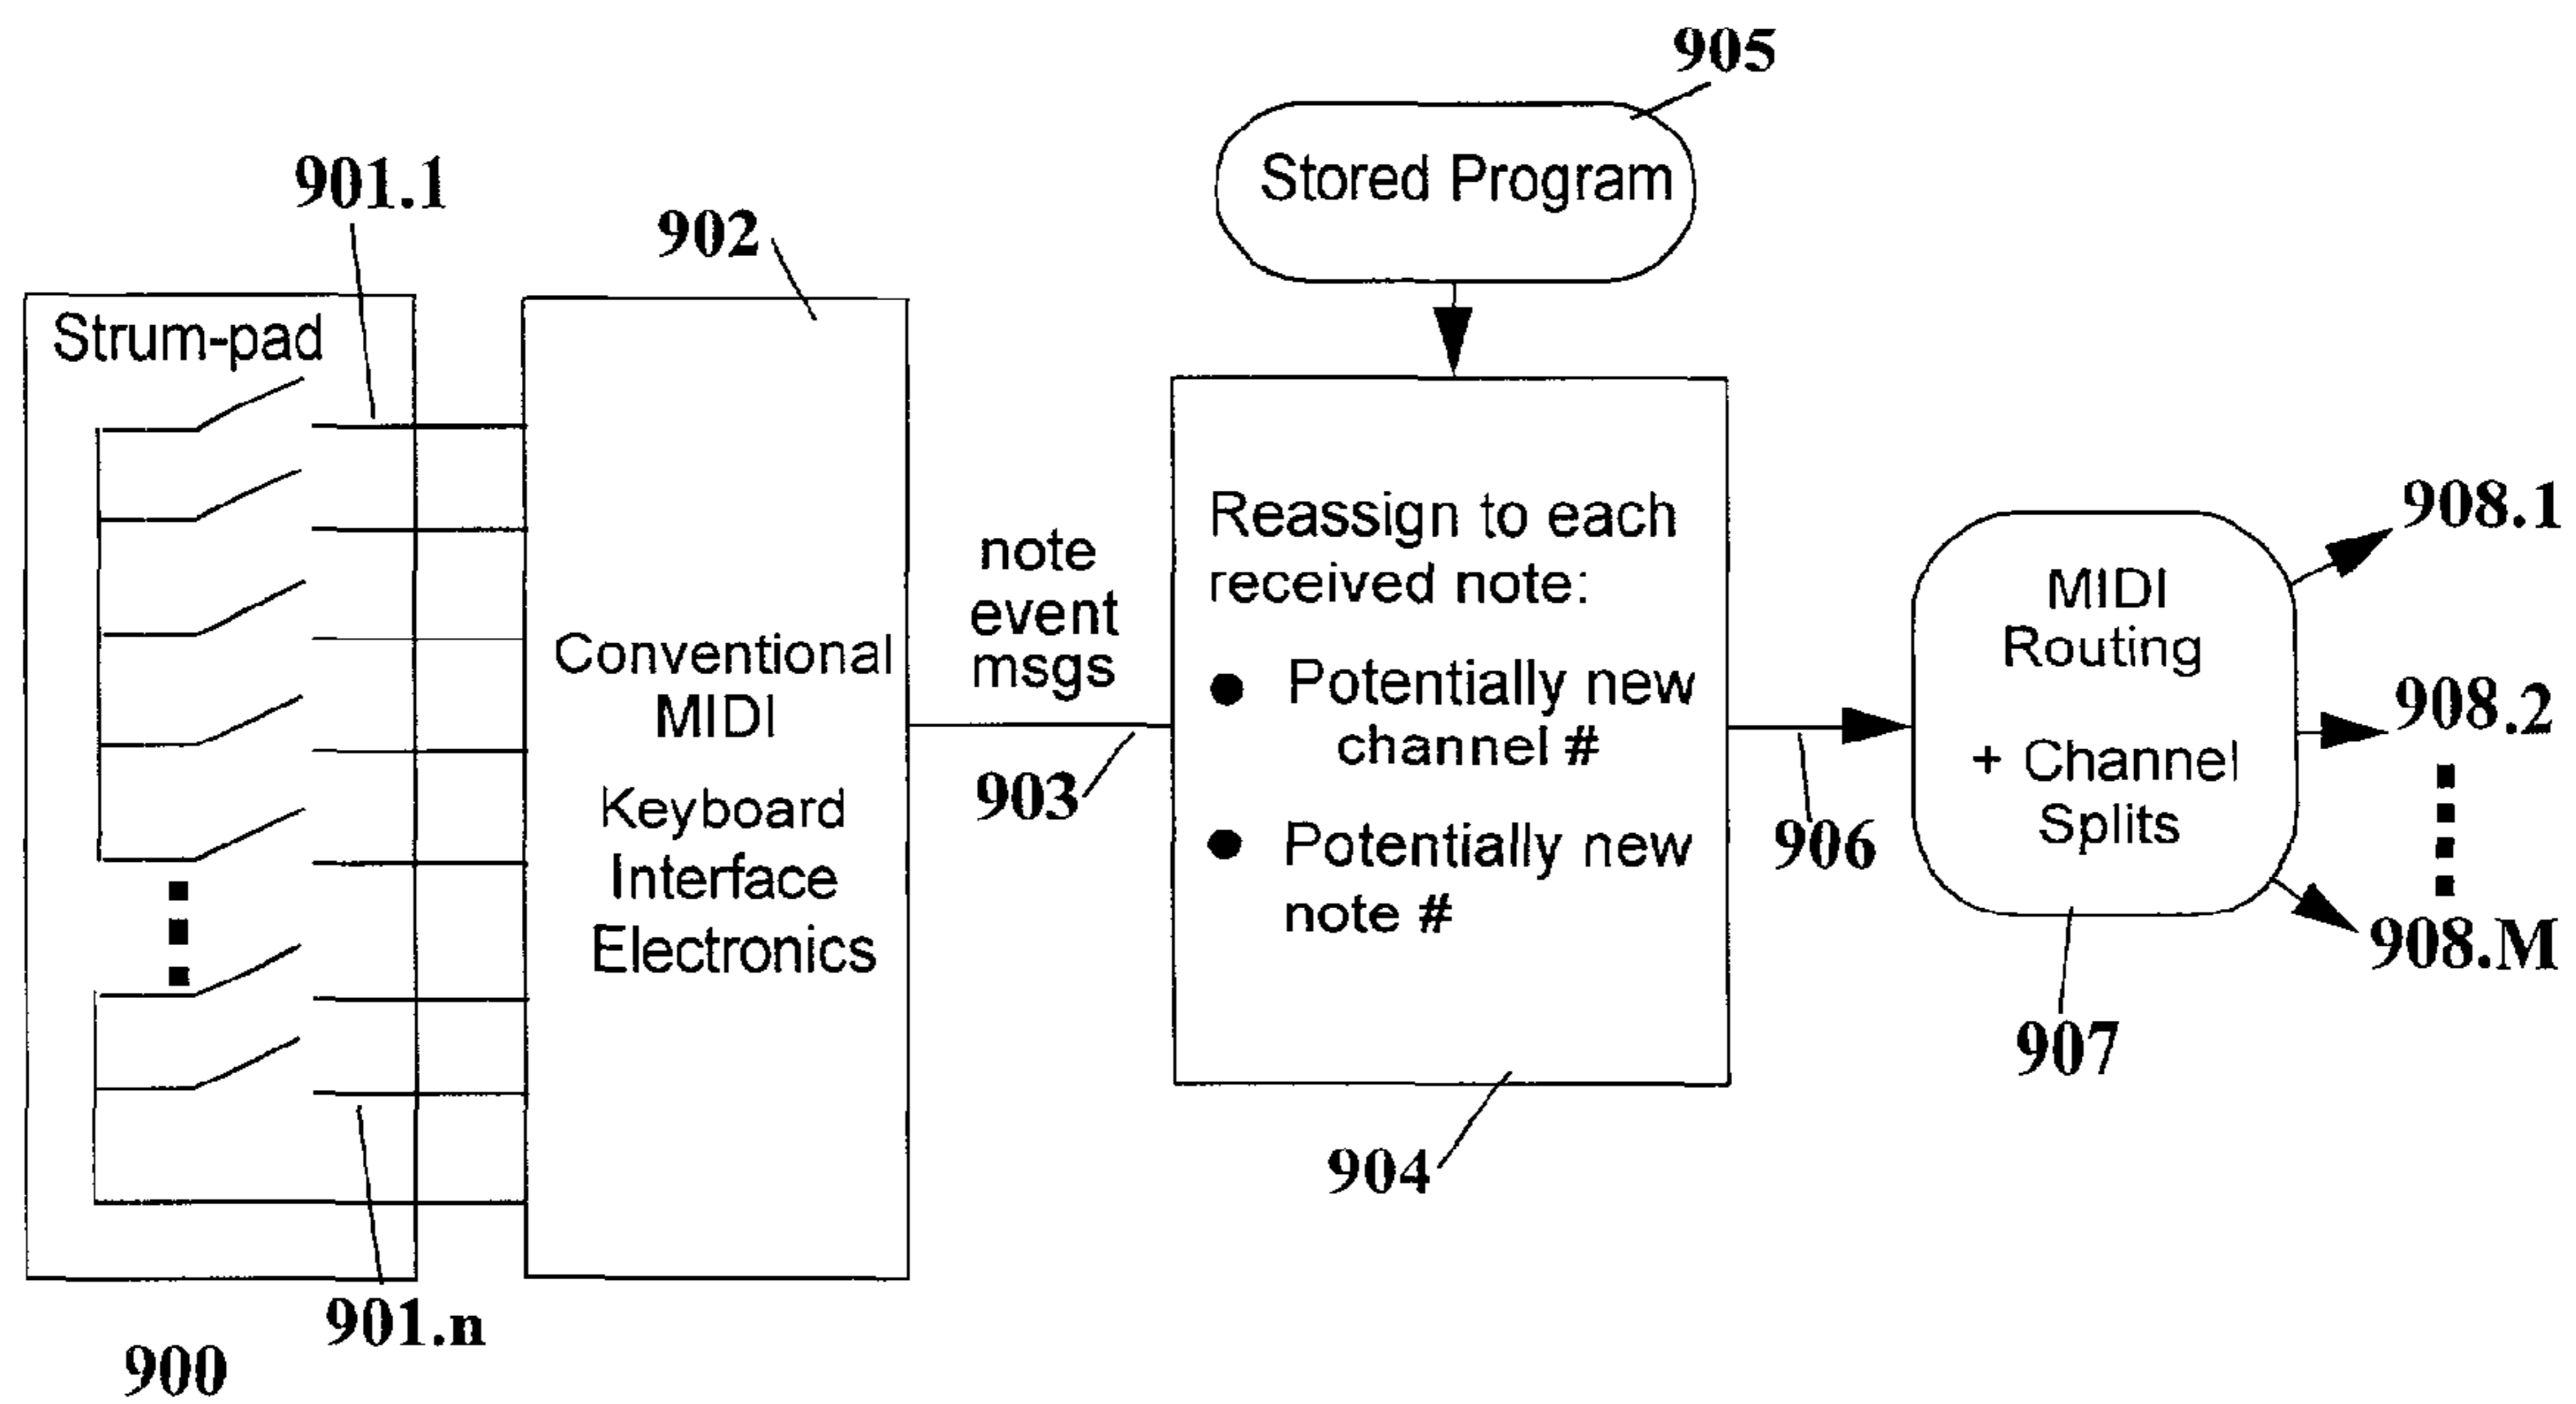 905
Stored Program
901.1
902
Strum-pad
Conventional
MIDI
Keyboard
Interface
Electronics
note
event
msgs
903
Reassign to each
received note:
● Potentially new
channel #
● Potentially new
note #
904
906
MIDI
Routing
+ Channel
Splits
907
908.1
908.2
908.M
901.n
900